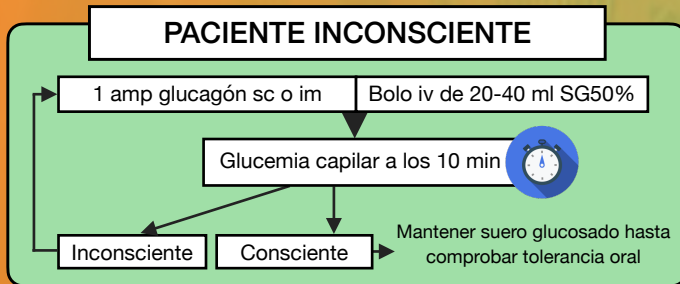 PACIENTE INCONSCIENTE
1 amp glucagón sc o im
Bolo iv de 20-40 ml SG50%
Glucemia capilar a los 10 min
Inconsciente
Consciente
Mantener suero glucosado hasta
comprobar tolerancia oral